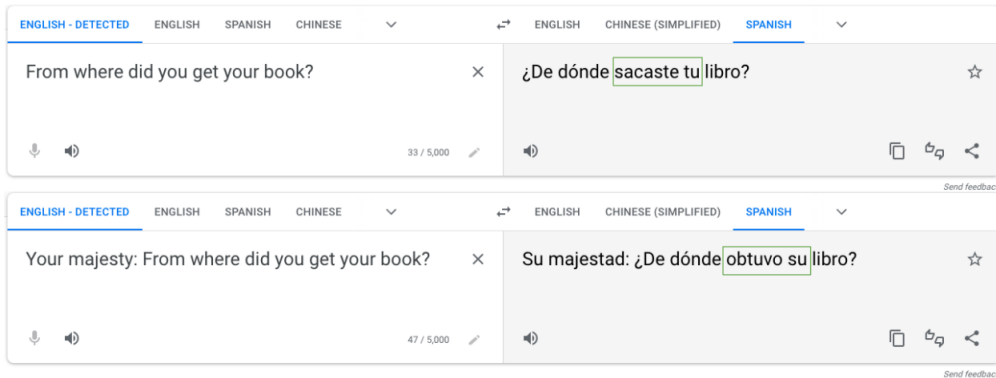 ENGLISH - DETECTED ENGLISH SPANISH CHINESE ENGLISH CHINESE (SIMPLIFIED) SPANISH
From where did you get your book?
¿De dónde sacaste tu libro?
33 / 5,000
Send feedbac
ENGLISH - DETECTED ENGLISH SPANISH CHINESE ENGLISH CHINESE (SIMPLIFIED) SPANISH
Your majesty: From where did you get your book?
Su majestad: ¿De dónde obtuvo su libro?
47 / 5,000
Send feedbac